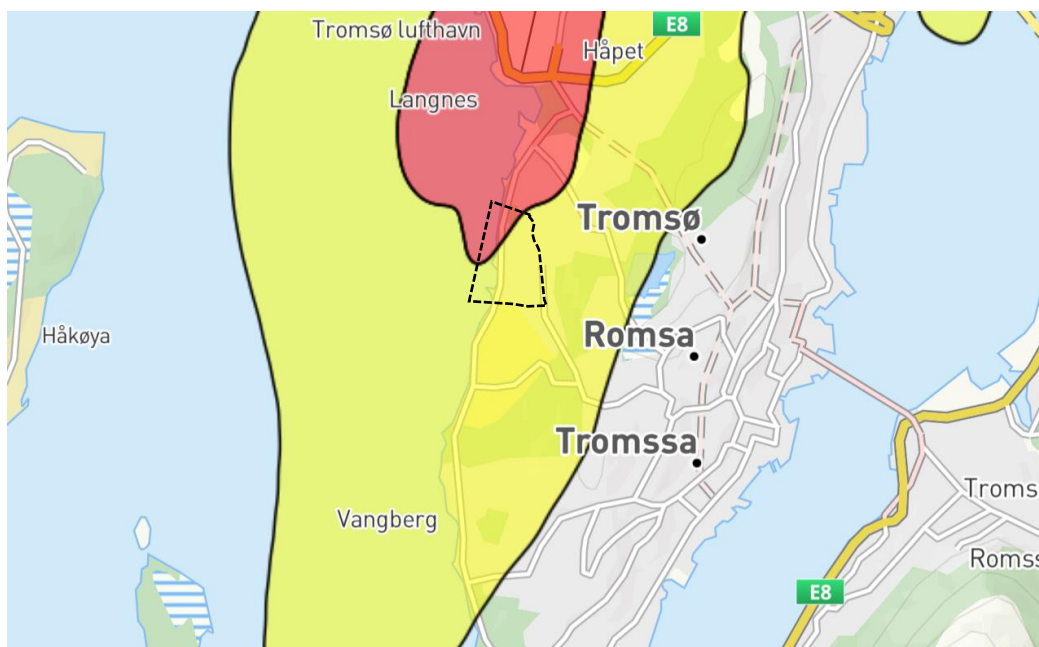 Tromsø lufthavn
E8
Håpet
Langnes
Tromsø
Håkøya
Romsa
Tromssa
Vangberg
Troms
Romss
E8